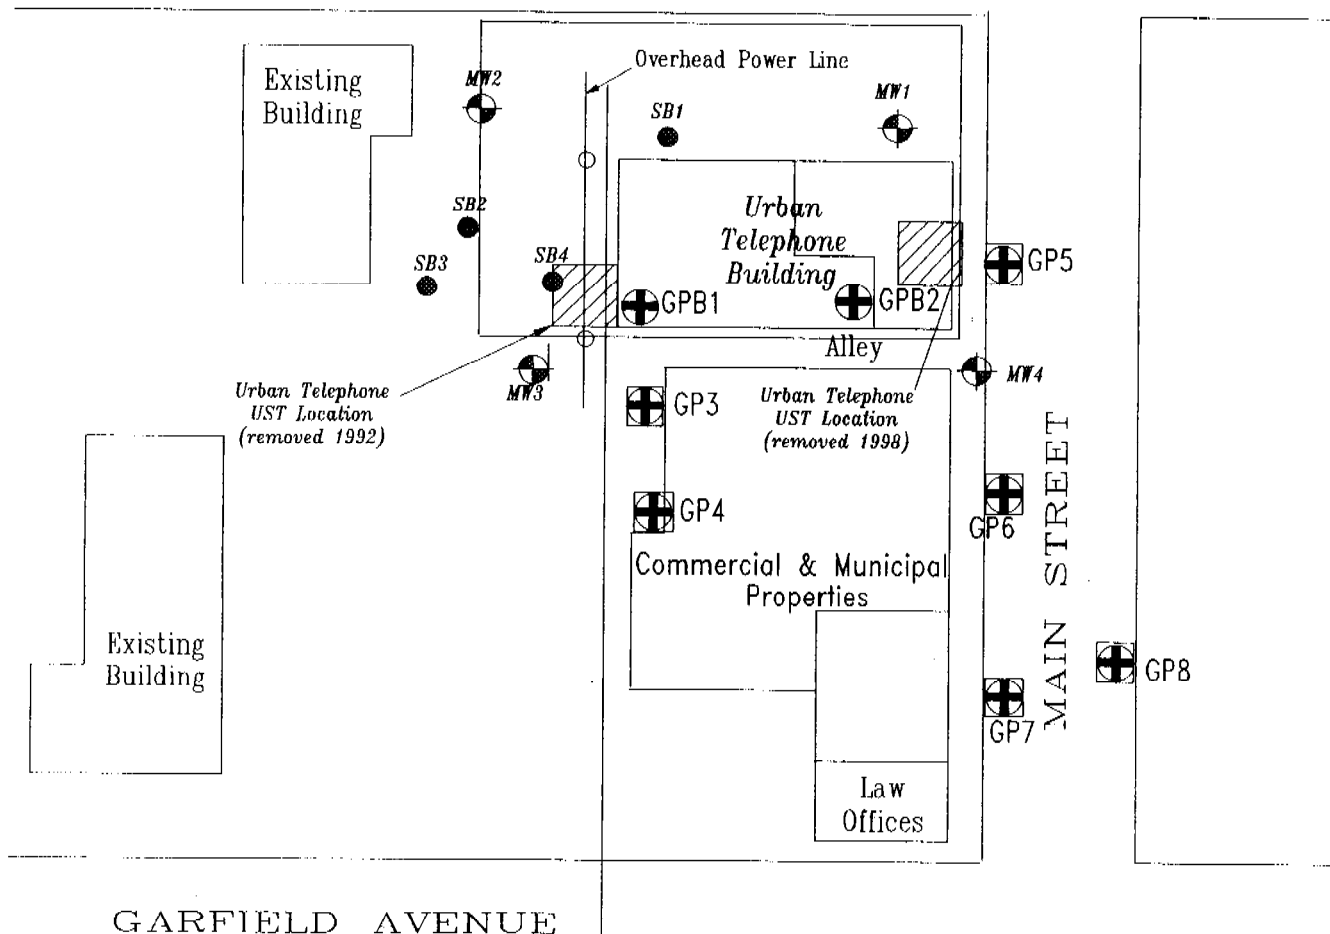 Overhead Power Line
Existing
Building
MW2
SB1
MW1
SB2
SB3
SB4
Urban
Telephone
Building
GPB1
GPB2
GP5
Alley
MW3
MW4
Urban Telephone
UST Location
(removed 1992)
GP3
Urban Telephone
UST Location
(removed 1998)
GP4
GP6
Commercial & Municipal
Properties
MAIN STREET
Existing
Building
GP8
GP7
Law
Offices
GARFIELD AVENUE